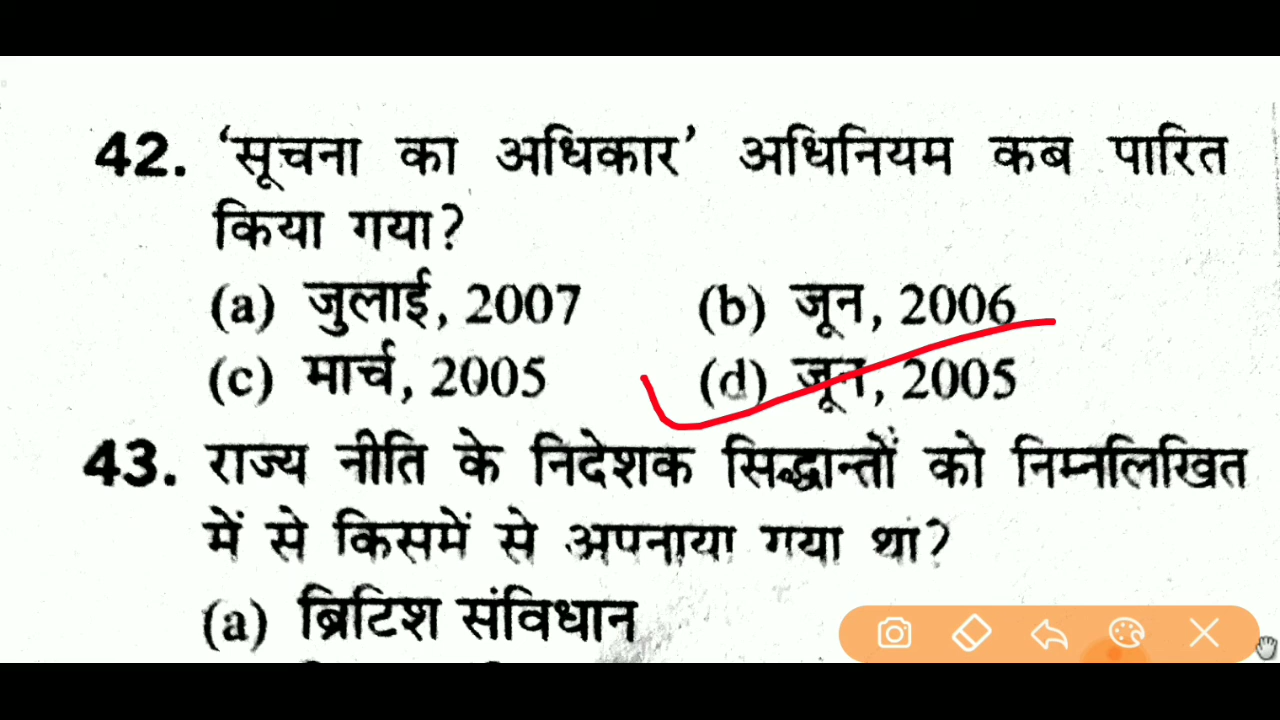 42. ‘सूचना का अधिकार’ अधिनियम कब पारित
किया गया?
(a) जुलाई, 2007 (b) जून, 2006
(c) मार्च, 2005 (d) जून, 2005
43. राज्य नीति के निदेशक सिद्धान्तों को निम्नलिखित
में से किसमें से अपनाया गया था?
(a) ब्रिटिश संविधान